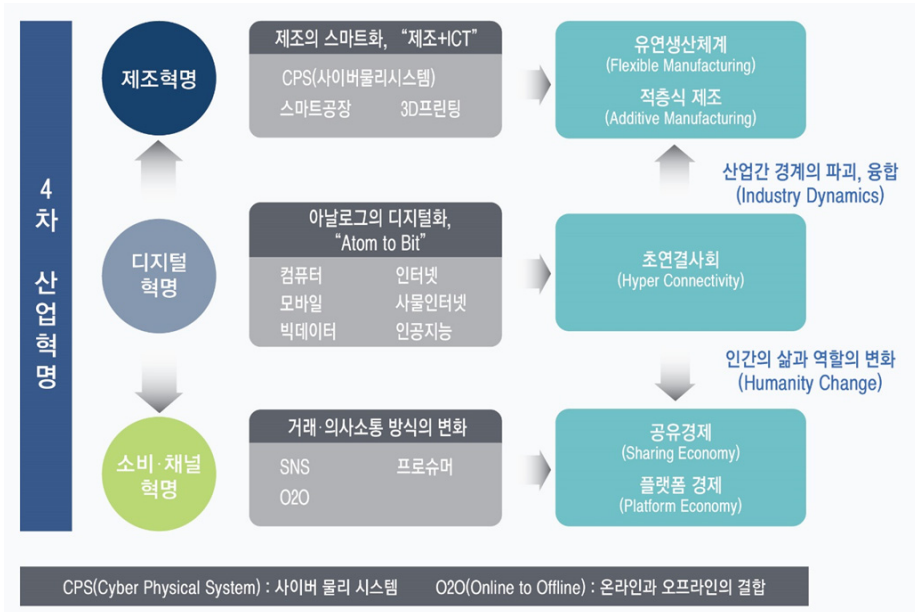 4차 산업혁명
제조혁명
제조의 스마트화, “제조+ICT”
CPS(사이버물리시스템)
스마트공장 3D프린팅
유연생산체계
(Flexible Manufacturing)
적층식 제조
(Additive Manufacturing)
산업간 경계의 파괴, 융합
(Industry Dynamics)
디지털
혁명
아날로그의 디지털화,
“Atom to Bit”
컴퓨터 인터넷
모바일 사물인터넷
빅데이터 인공지능
초연결사회
(Hyper Connectivity)
인간의 삶과 역할의 변화
(Humanity Change)
소비·채널
혁명
거래·의사소통 방식의 변화
SNS 프로슈머
O2O
공유경제
(Sharing Economy)
플랫폼 경제
(Platform Economy)
CPS(Cyber Physical System) : 사이버 물리 시스템 O2O(Online to Offline) : 온라인과 오프라인의 결합